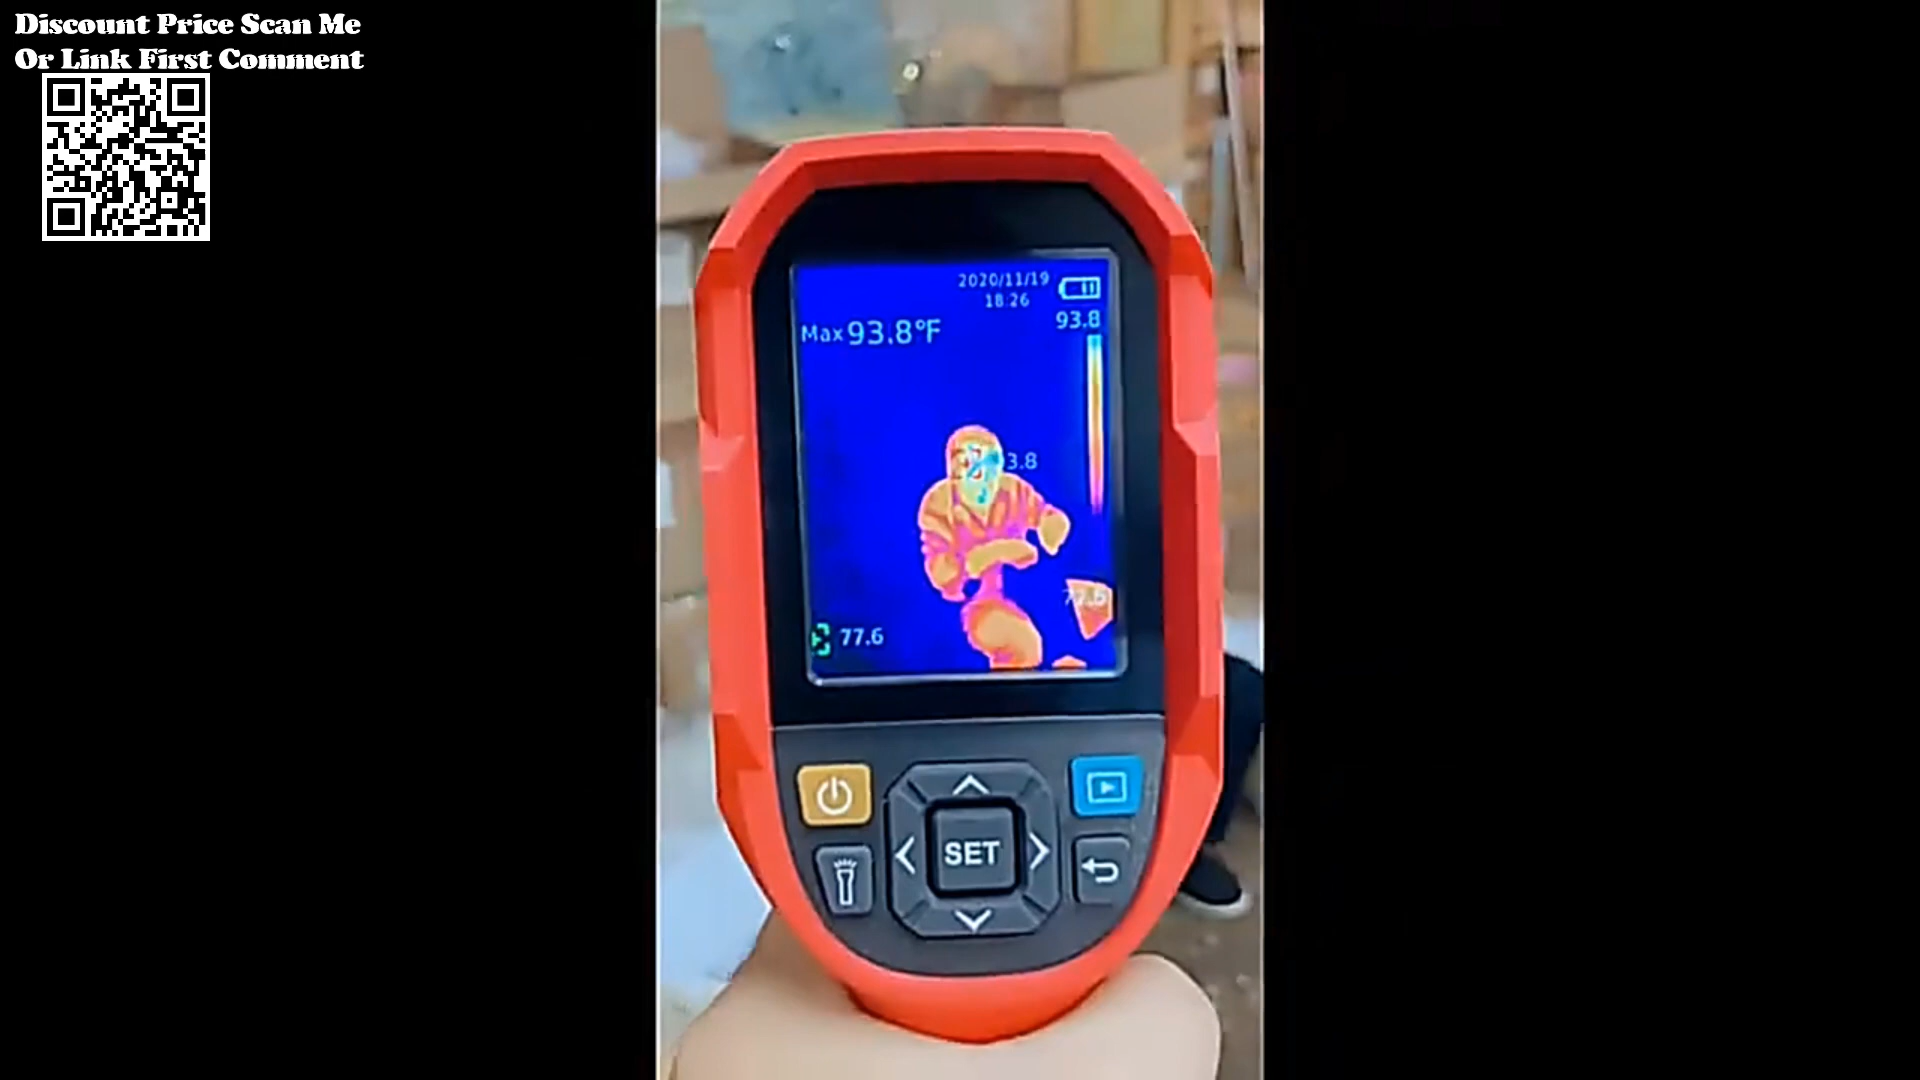 Discount Price Scan Me
Or Link First Comment
2020/11/19
18:26
93.8
Max 93.8°F
3.8
77.6
SET